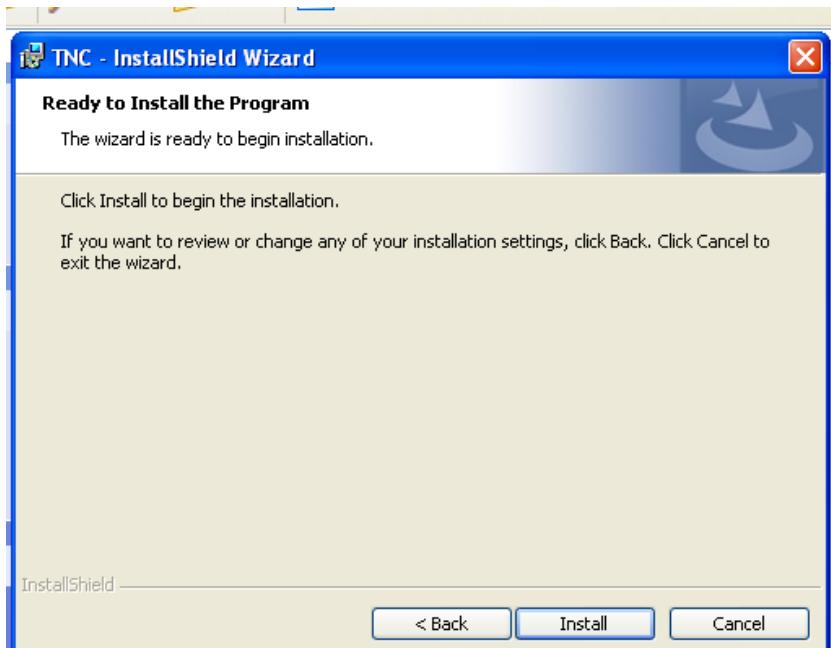 TNC - InstallShield Wizard
Ready to Install the Program
The wizard is ready to begin installation.
Click Install to begin the installation.
If you want to review or change any of your installation settings, click Back. Click Cancel to
exit the wizard.
InstallShield
< Back Install Cancel